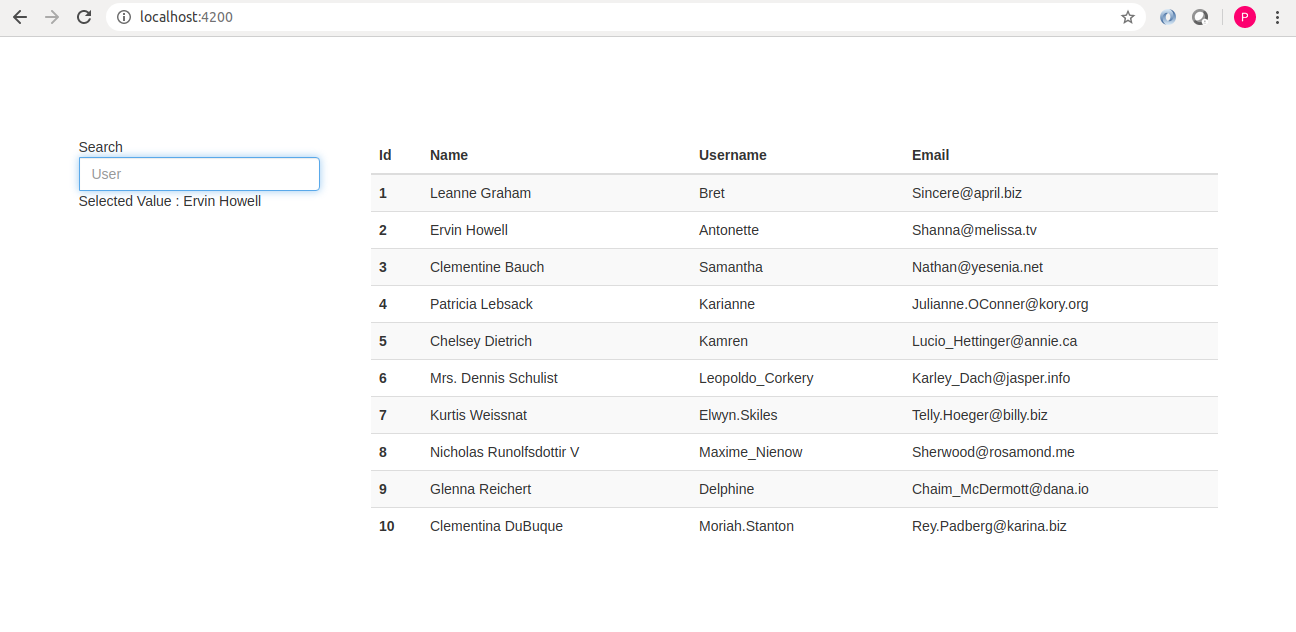 localhost:4200
P
Search
User
Selected Value : Ervin Howell
Id Name Username Email
1 Leanne Graham Bret Sincere@april.biz
2 Ervin Howell Antonette Shanna@melissa.tv
3 Clementine Bauch Samantha Nathan@yesenia.net
4 Patricia Lebsack Karianne Julianne.OConner@kory.org
5 Chelsey Dietrich Kamren Lucio_Hettinger@annie.ca
6 Mrs. Dennis Schulist Leopoldo_Corkery Karley_Dach@jasper.info
7 Kurtis Weissnat Elwyn.Skiles Telly.Hoeger@billy.biz
8 Nicholas Runolfsdottir V Maxime_Nienow Sherwood@rosamond.me
9 Glenna Reichert Delphine Chaim_McDermott@dana.io
10 Clementina DuBuque Moriah.Stanton Rey.Padberg@karina.biz